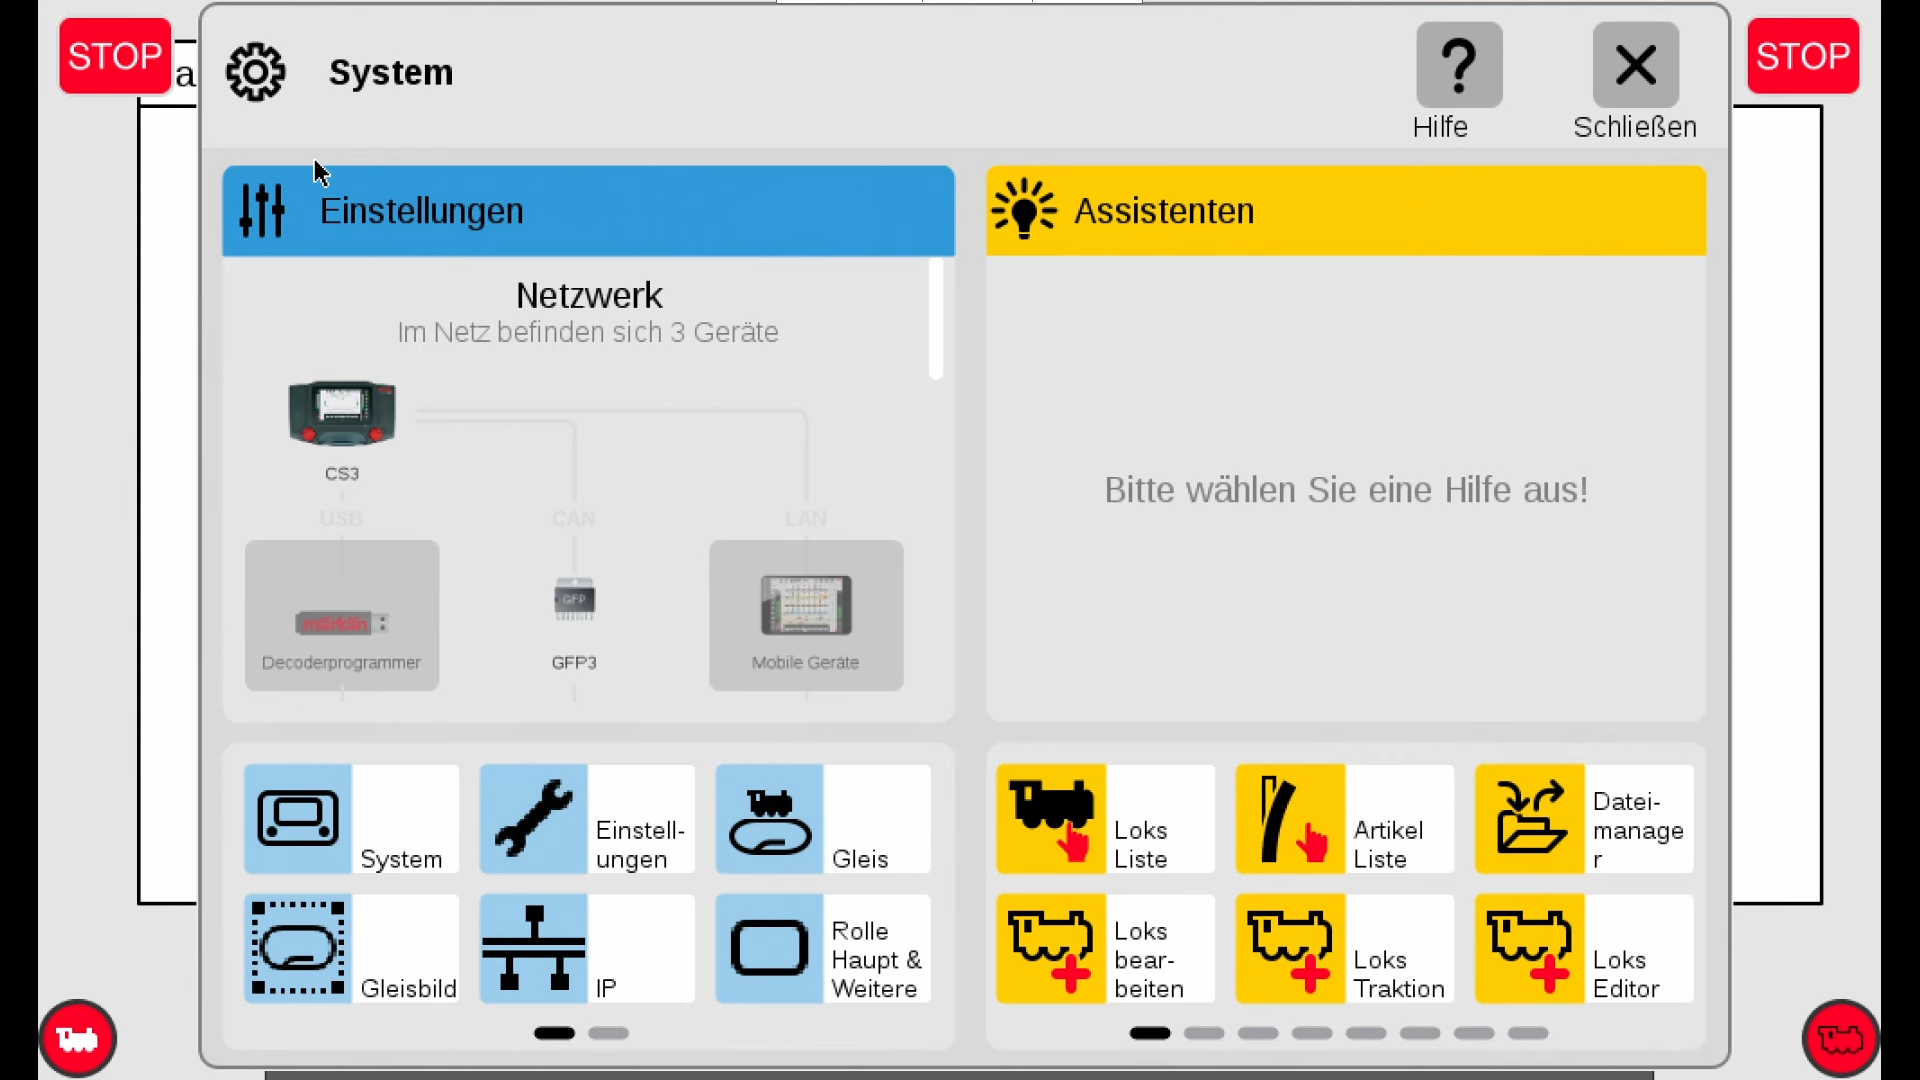 STOP
a
System
?
Hilfe
Schließen
STOP
Einstellungen
Assistenten
Netzwerk
Im Netz befinden sich 3 Geräte
CS3
USB
CAN
LAN
märklin
GFP
Decoderprogrammer
GFP3
Mobile Geräte
Bitte wählen Sie eine Hilfe aus!
System
Einstell-
ungen
Gleis
Gleisbild
IP
Rolle
Haupt &
Weitere
Loks
Liste
Artikel
Liste
Datei-
manage
r
Loks
bear-
beiten
Loks
Traktion
Loks
Editor